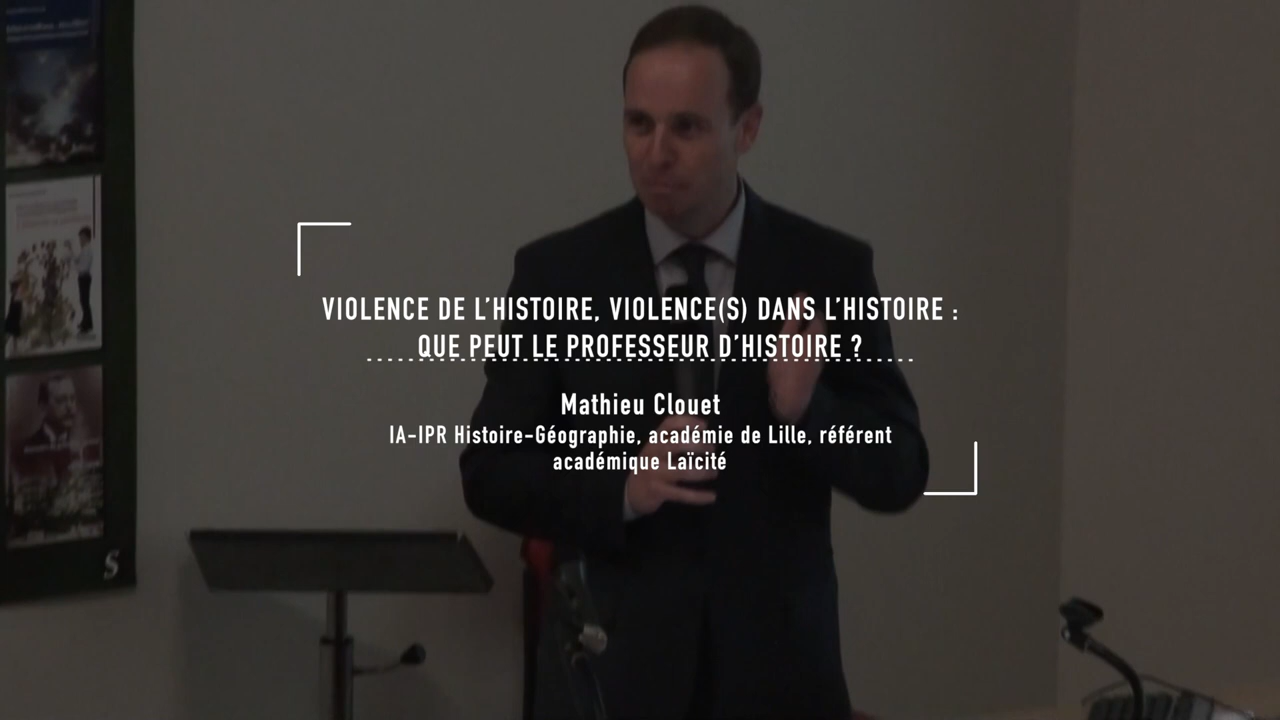 VIOLENCE DE L'HISTOIRE, VIOLENCE(S) DANS L'HISTOIRE :
QUE PEUT LE PROFESSEUR D'HISTOIRE ?
Mathieu Clouet
IA-IPR Histoire-Géographie, académie de Lille, référent
académique Laïcité
S